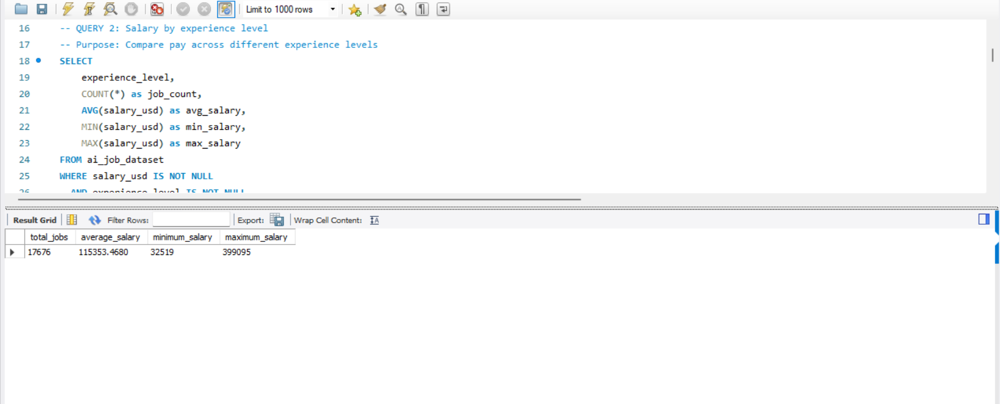 Limit to 1000 rows
16 -- QUERY 2: Salary by experience level
17 -- Purpose: Compare pay across different experience levels
18 SELECT
19 experience_level,
20 COUNT(*) as job_count,
21 AVG(salary_usd) as avg_salary,
22 MIN(salary_usd) as min_salary,
23 MAX(salary_usd) as max_salary
24 FROM ai_job_dataset
25 WHERE salary_usd IS NOT NULL
26 AND experience_level IS NOT NULL
Result Grid Filter Rows: Export: Wrap Cell Content:
total_jobs average_salary minimum_salary maximum_salary
17676 115353.4680 32519 399095